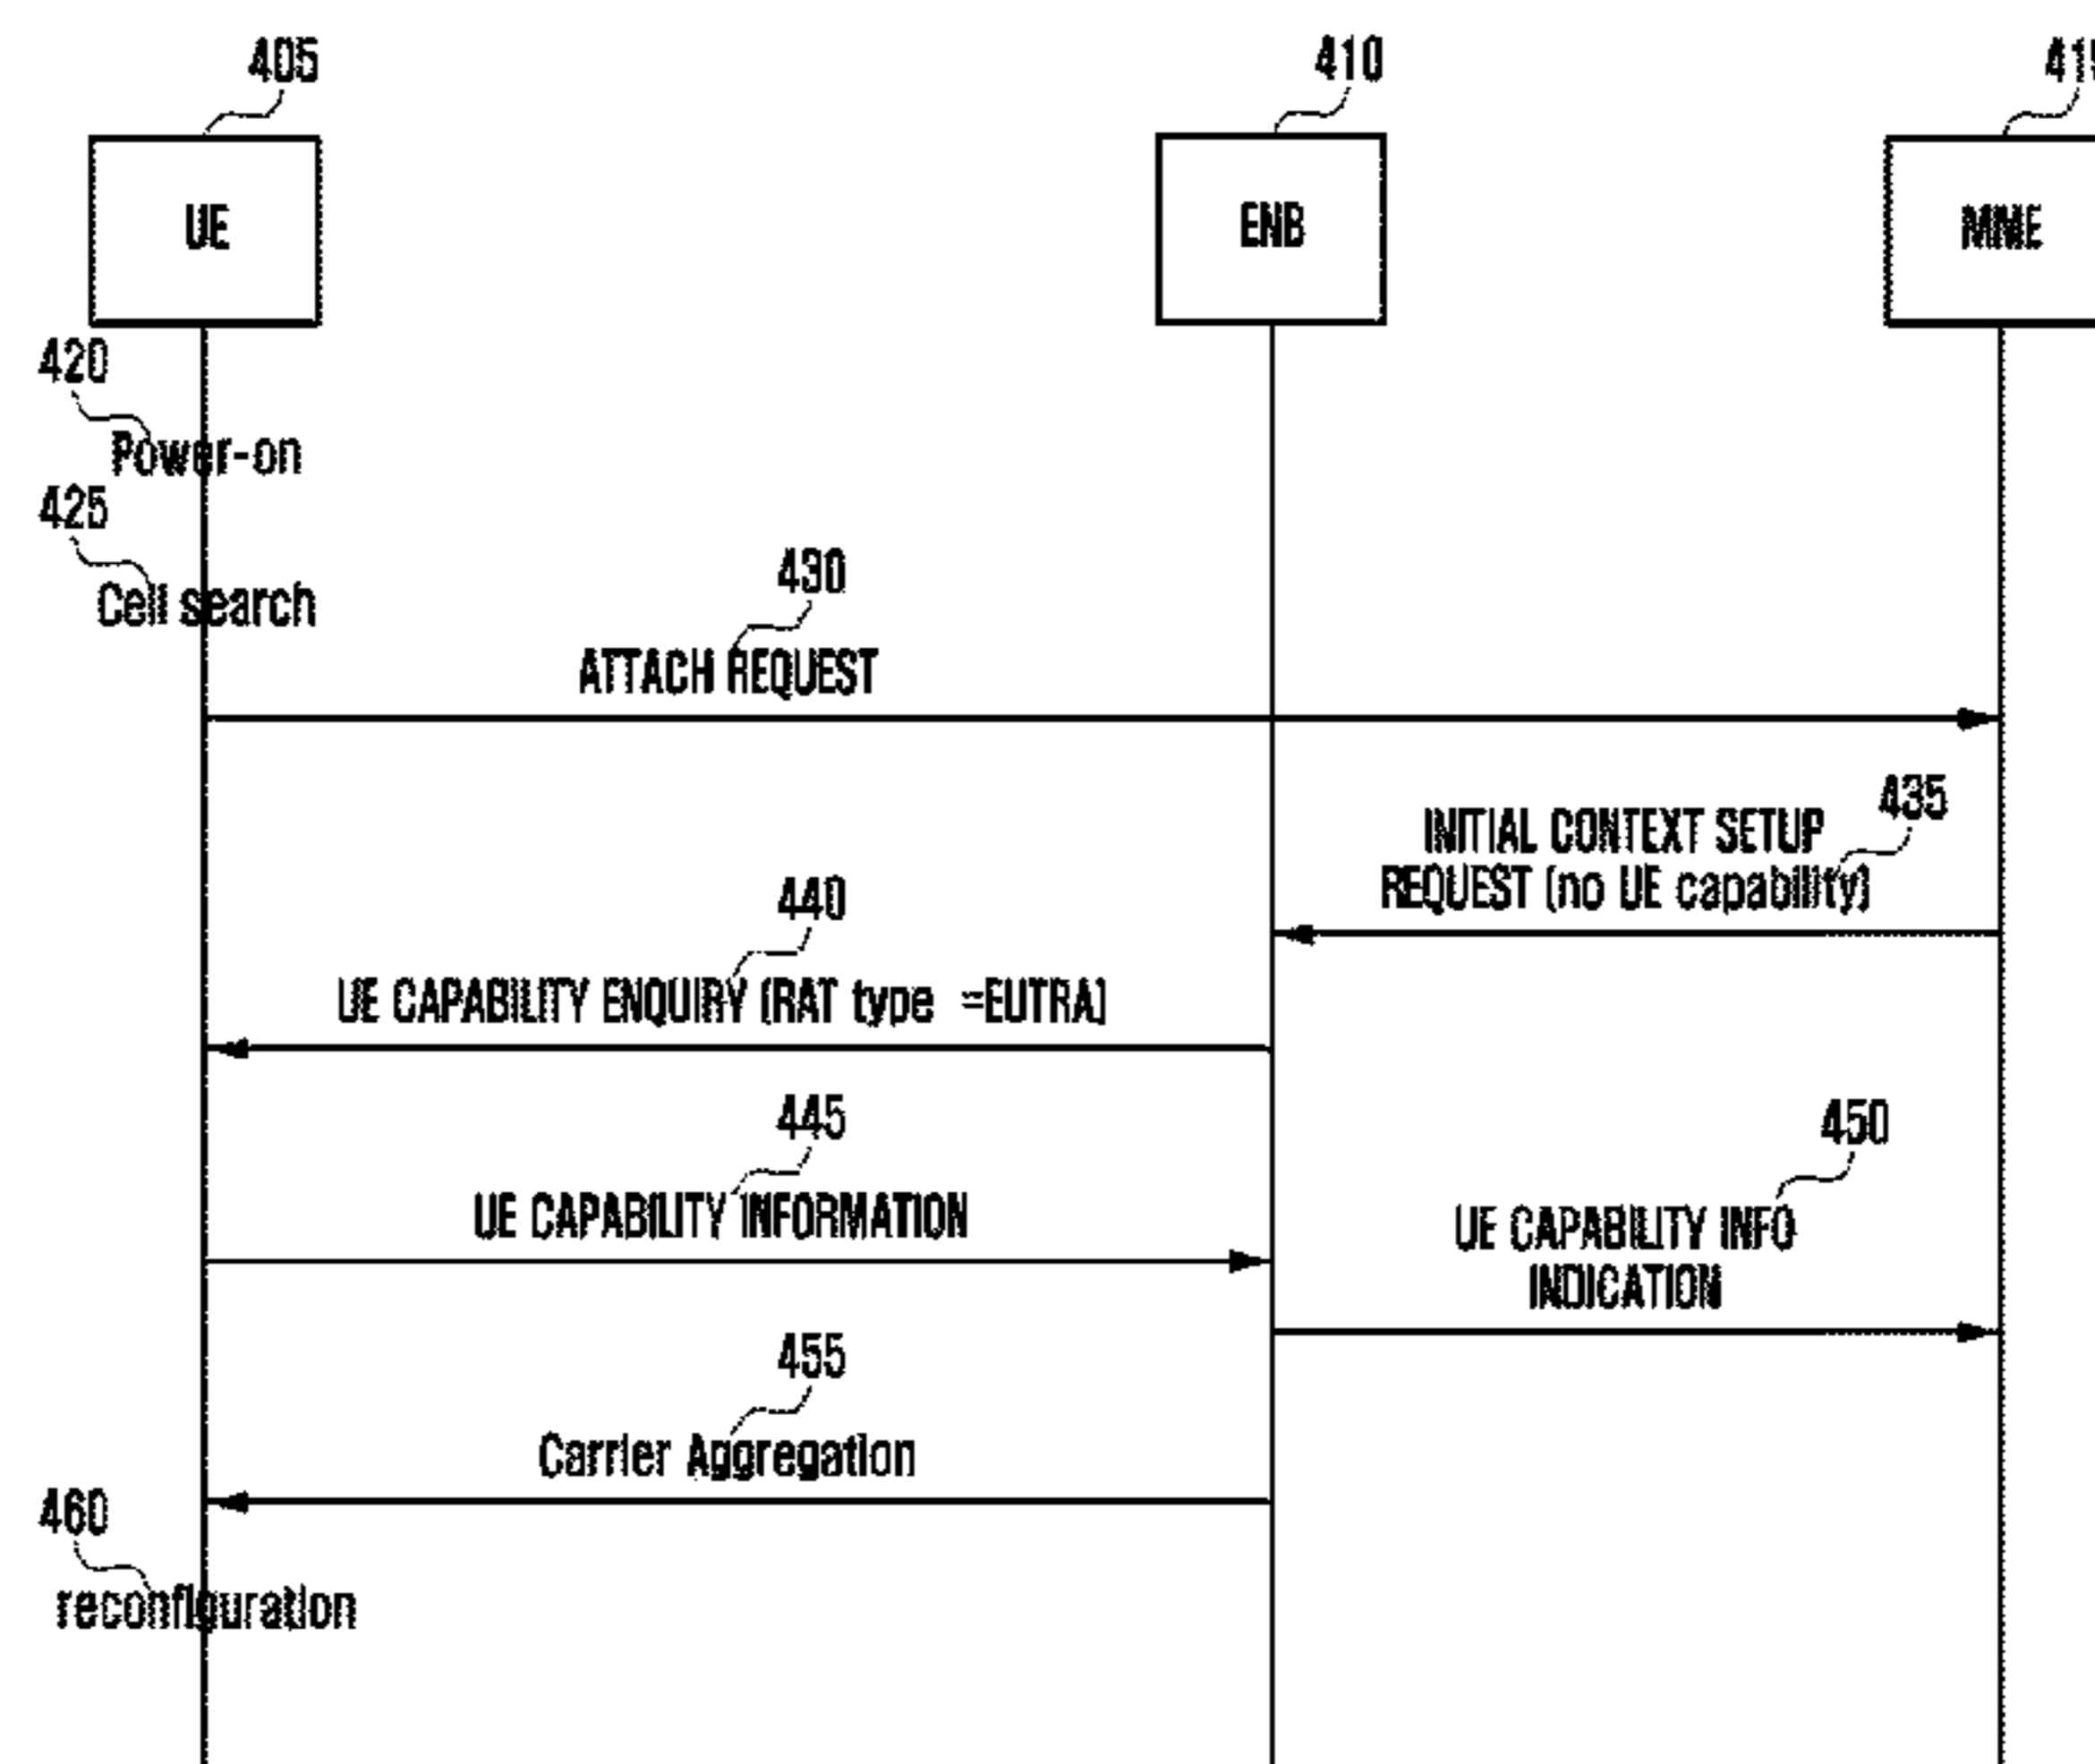 405
410
UE
ENB
MME
420
Power-on
425
Cell search
430
ATTACH REQUEST
435
INITIAL CONTEXT SETUP
REQUEST (no UE capability)
440
UE CAPABILITY ENQUIRY (RAT type =EUTRA)
445
UE CAPABILITY INFORMATION
450
UE CAPABILITY INFO
INDICATION
455
Carrier Aggregation
460
reconfiguration